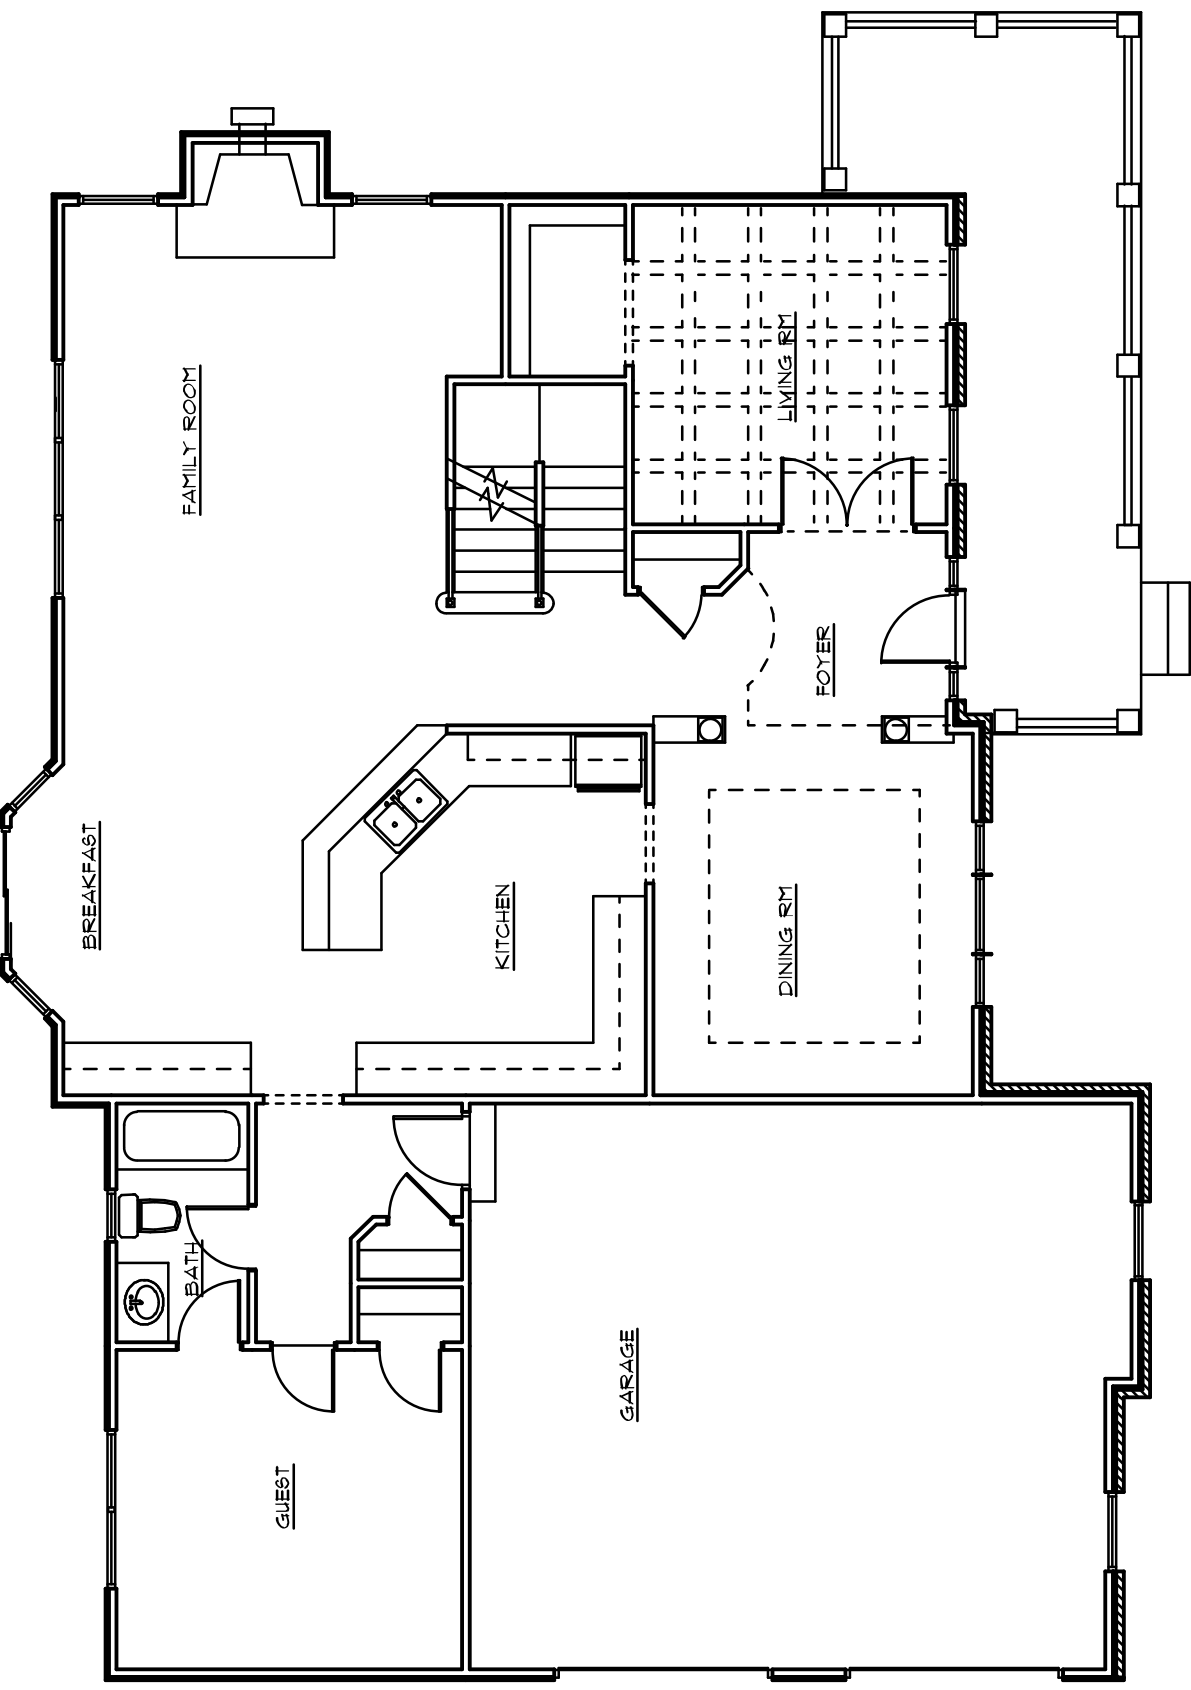 FAMILY ROOM
LIVING RM
FOYER
BREAKFAST
KITCHEN
DINING RM
BATH
GUEST
GARAGE